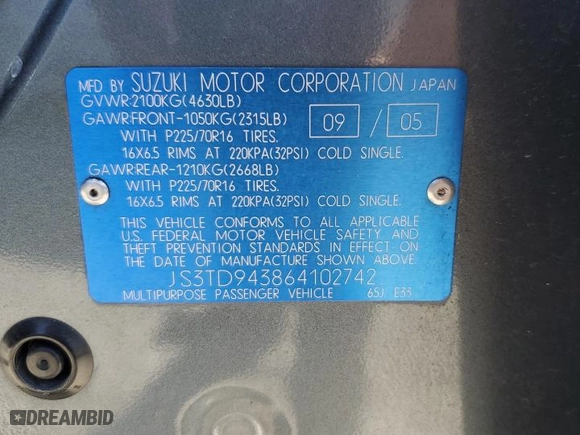 MFD BY SUZUKI MOTOR CORPORATION JAPAN
GVWR:2100KG(4630LB)
GAWR:FRONT-1050KG(2315LB) 09 / 05
WITH P225/70R16 TIRES.
16X6.5 RIMS AT 220KPA(32PSI) COLD SINGLE.
GAWR:REAR-1210KG(2668LB)
WITH P225/70R16 TIRES.
16X6.5 RIMS AT 220KPA(32PSI) COLD SINGLE.
THIS VEHICLE CONFORMS TO ALL APPLICABLE
U.S. FEDERAL MOTOR VEHICLE SAFETY AND
THEFT PREVENTION STANDARDS IN EFFECT ON
THE DATE OF MANUFACTURE SHOWN ABOVE.
JS3TD943864102742
MULTIPURPOSE PASSENGER VEHICLE 65J E33
DREAMBID